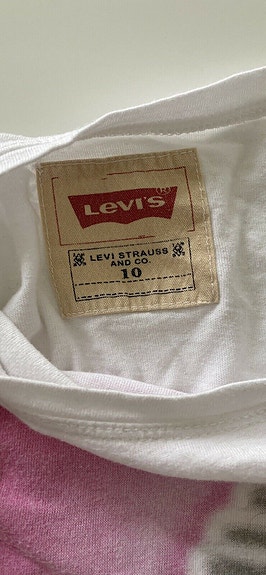 Levi's ®
LEVI STRAUSS
AND CO.
10